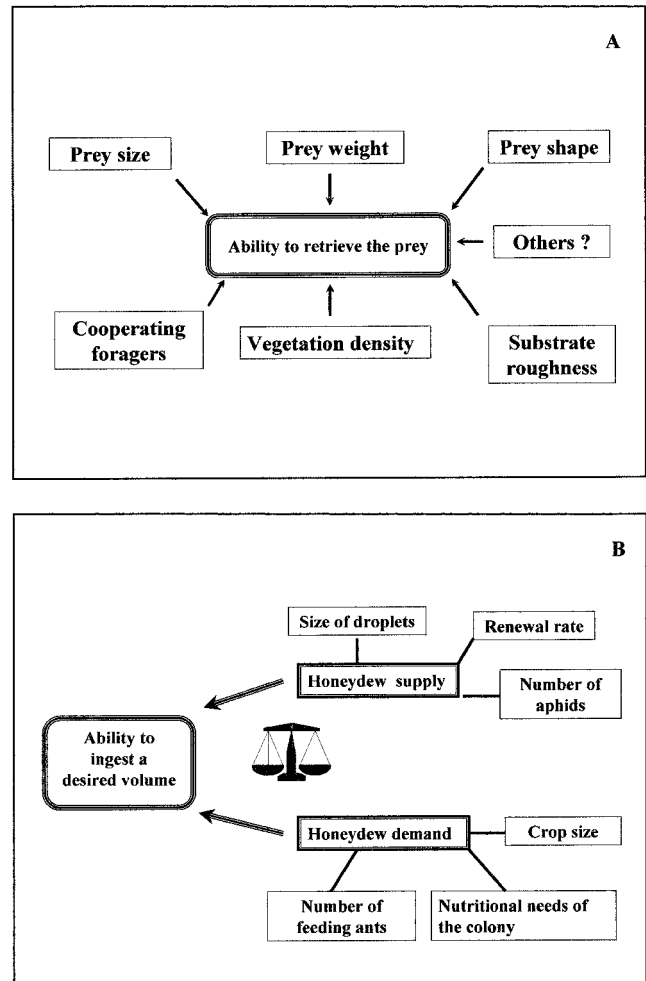 A
Prey size
Prey weight
Prey shape
Ability to retrieve the prey
Others ?
Cooperating
foragers
Vegetation density
Substrate
roughness
B
Size of droplets
Renewal rate
Honeydew supply
Number of
aphids
Ability to
ingest a
desired volume
Honeydew demand
Crop size
Number of
feeding ants
Nutritional needs of
the colony